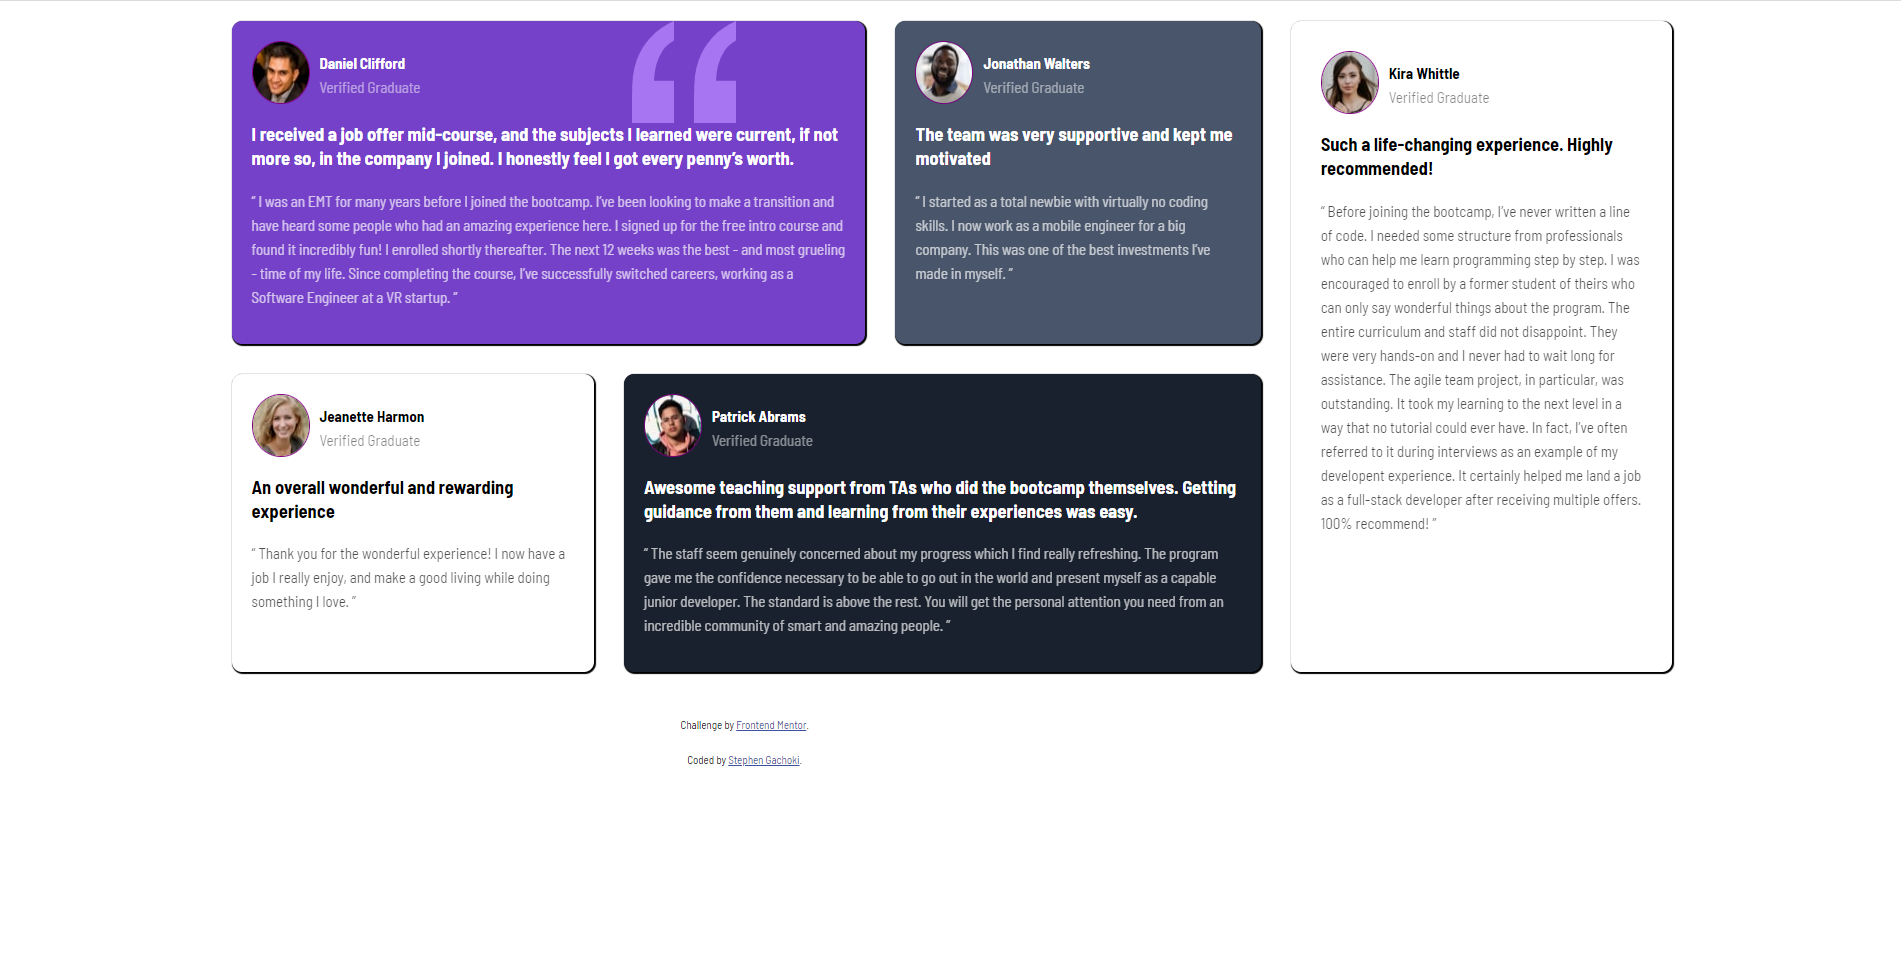 Daniel Clifford
Verified Graduate
I received a job offer mid-course, and the subjects I learned were current, if not
more so, in the company I joined. I honestly feel I got every penny’s worth.
“ I was an EMT for many years before I joined the bootcamp. I’ve been looking to make a transition and
have heard some people who had an amazing experience here. I signed up for the free intro course and
found it incredibly fun! I enrolled shortly thereafter. The next 12 weeks was the best - and most grueling
- time of my life. Since completing the course, I’ve successfully switched careers, working as a
Software Engineer at a VR startup. ”
Jonathan Walters
Verified Graduate
The team was very supportive and kept me
motivated
“ I started as a total newbie with virtually no coding
skills. I now work as a mobile engineer for a big
company. This was one of the best investments I’ve
made in myself. ”
Kira Whittle
Verified Graduate
Such a life-changing experience. Highly
recommended!
“ Before joining the bootcamp, I’ve never written a line
of code. I needed some structure from professionals
who can help me learn programming step by step. I was
encouraged to enroll by a former student of theirs who
can only say wonderful things about the program. The
entire curriculum and staff did not disappoint. They
were very hands-on and I never had to wait long for
assistance. The agile team project, in particular, was
outstanding. It took my learning to the next level in a
way that no tutorial could ever have. In fact, I’ve often
referred to it during interviews as an example of my
developent experience. It certainly helped me land a job
as a full-stack developer after receiving multiple offers.
100% recommend! ”
Jeanette Harmon
Verified Graduate
An overall wonderful and rewarding
experience
“ Thank you for the wonderful experience! I now have a
job I really enjoy, and make a good living while doing
something I love. ”
Patrick Abrams
Verified Graduate
Awesome teaching support from TAs who did the bootcamp themselves. Getting
guidance from them and learning from their experiences was easy.
“ The staff seem genuinely concerned about my progress which I find really refreshing. The program
gave me the confidence necessary to be able to go out in the world and present myself as a capable
junior developer. The standard is above the rest. You will get the personal attention you need from an
incredible community of smart and amazing people. ”
Challenge by Frontend Mentor.
Coded by Stephen Gachoki.